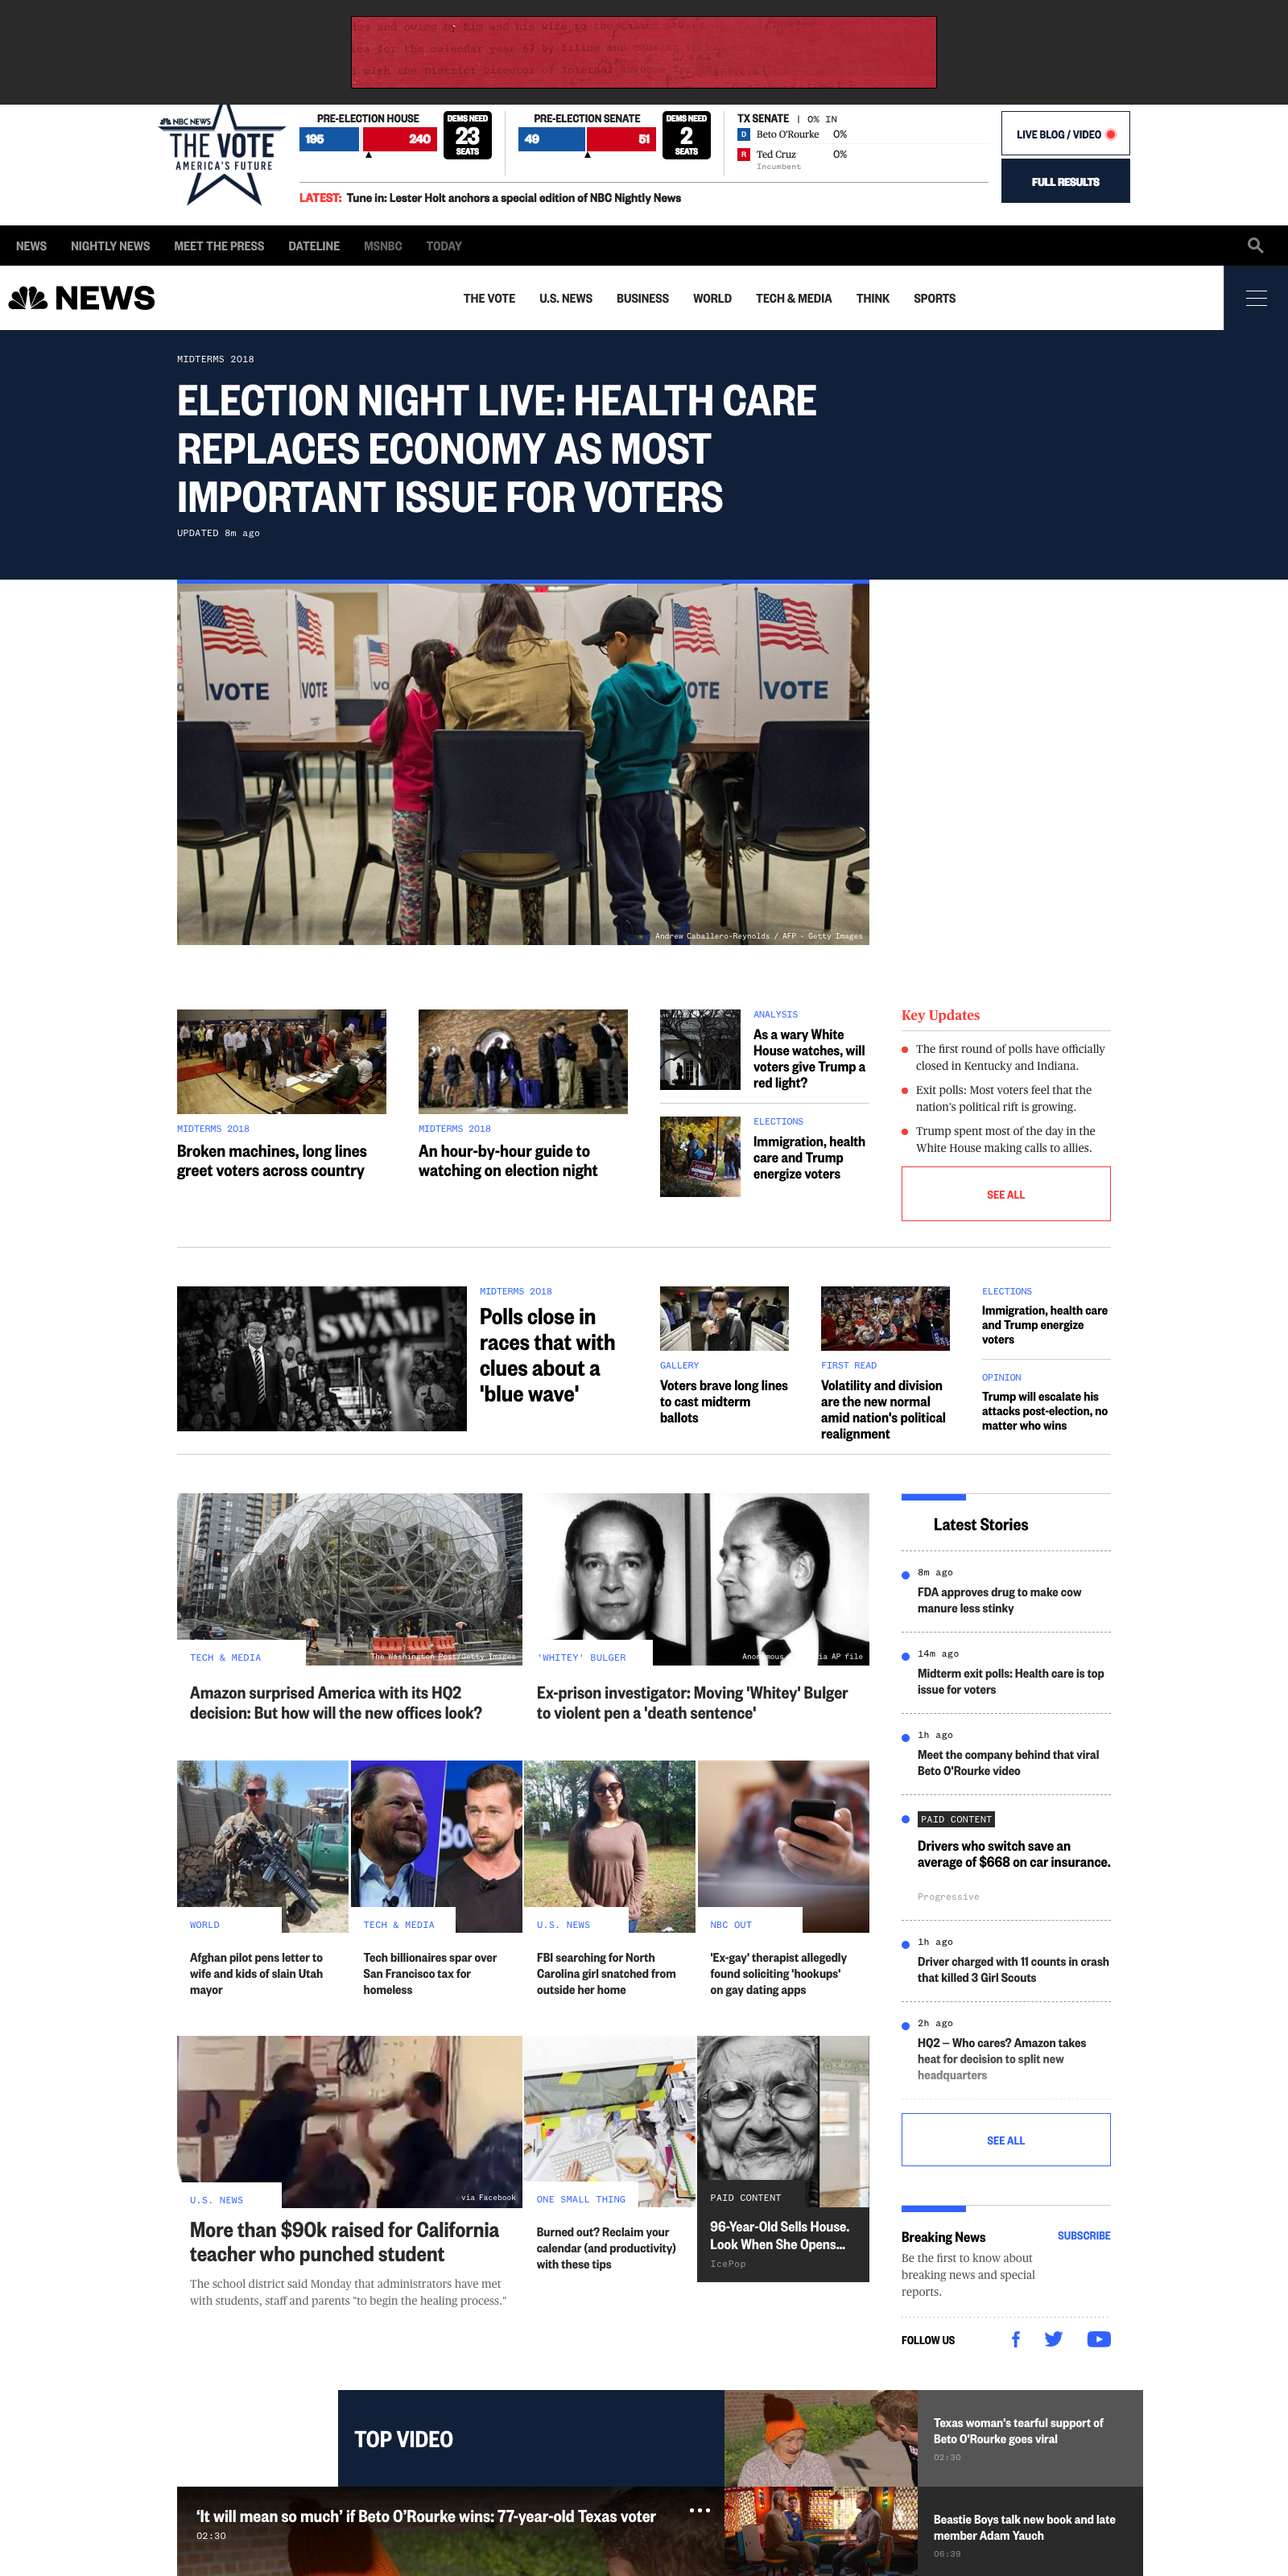 NBC NEWS
THE VOTE
AMERICA'S FUTURE
PRE-ELECTION HOUSE
195
240
DEMS NEED
23
SEATS
PRE-ELECTION SENATE
49
51
DEMS NEED
2
SEATS
TX SENATE | 0% IN
D Beto O'Rourke 0%
R Ted Cruz 0%
Incumbent
LATEST: Tune in: Lester Holt anchors a special edition of NBC Nightly News
LIVE BLOG / VIDEO
FULL RESULTS
NEWS NIGHTLY NEWS MEET THE PRESS DATELINE MSNBC TODAY
NEWS
THE VOTE U.S. NEWS BUSINESS WORLD TECH & MEDIA THINK SPORTS
MIDTERMS 2018
ELECTION NIGHT LIVE: HEALTH CARE
REPLACES ECONOMY AS MOST
IMPORTANT ISSUE FOR VOTERS
UPDATED 8m ago
VOTE
VOTE
VOTE
VOTE
Andrew Caballero-Reynolds / AFP - Getty Images
MIDTERMS 2018
Broken machines, long lines
greet voters across country
MIDTERMS 2018
An hour-by-hour guide to
watching on election night
ANALYSIS
As a wary White
House watches, will
voters give Trump a
red light?
ELECTIONS
Immigration, health
care and Trump
energize voters
Key Updates
The first round of polls have officially
closed in Kentucky and Indiana.
Exit polls: Most voters feel that the
nation's political rift is growing.
Trump spent most of the day in the
White House making calls to allies.
SEE ALL
MIDTERMS 2018
Polls close in
races that with
clues about a
'blue wave'
GALLERY
Voters brave long lines
to cast midterm
ballots
FIRST READ
Volatility and division
are the new normal
amid nation's political
realignment
ELECTIONS
Immigration, health care
and Trump energize
voters
OPINION
Trump will escalate his
attacks post-election, no
matter who wins
The Washington Post/Getty Images
TECH & MEDIA
Amazon surprised America with its HQ2
decision: But how will the new offices look?
AP file
'WHITEY' BULGER
Ex-prison investigator: Moving 'Whitey' Bulger
to violent pen a 'death sentence'
WORLD
Afghan pilot pens letter to
wife and kids of slain Utah
mayor
TECH & MEDIA
Tech billionaires spar over
San Francisco tax for
homeless
U.S. NEWS
FBI searching for North
Carolina girl snatched from
outside her home
NBC OUT
'Ex-gay' therapist allegedly
found soliciting 'hookups'
on gay dating apps
via Facebook
U.S. NEWS
More than $90k raised for California
teacher who punched student
The school district said Monday that administrators have met
with students, staff and parents "to begin the healing process."
ONE SMALL THING
Burned out? Reclaim your
calendar (and productivity)
with these tips
PAID CONTENT
96-Year-Old Sells House.
Look When She Opens...
IcePop
Latest Stories
8m ago
FDA approves drug to make cow
manure less stinky
14m ago
Midterm exit polls: Health care is top
issue for voters
1h ago
Meet the company behind that viral
Beto O'Rourke video
PAID CONTENT
Drivers who switch save an
average of $668 on car insurance.
Progressive
1h ago
Driver charged with 11 counts in crash
that killed 3 Girl Scouts
2h ago
HQ2 – Who cares? Amazon takes
heat for decision to split new
headquarters
SEE ALL
Breaking News SUBSCRIBE
Be the first to know about
breaking news and special
reports.
FOLLOW US
TOP VIDEO
Texas woman's tearful support of
Beto O'Rourke goes viral
02:30
‘It will mean so much’ if Beto O’Rourke wins: 77-year-old Texas voter
02:30
Beastie Boys talk new book and late
member Adam Yauch
06:39